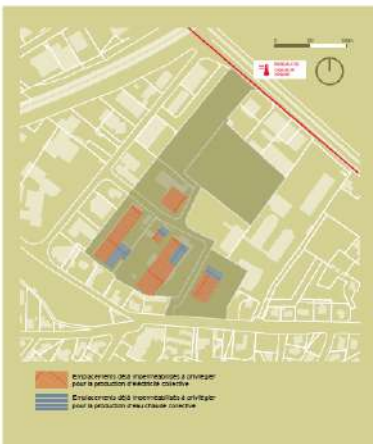 Emplacements déjà imperméabilisés à privilégier
pour la production d'électricité collective
Emplacements déjà imperméabilisés à privilégier
pour la production d'eau chaude collective